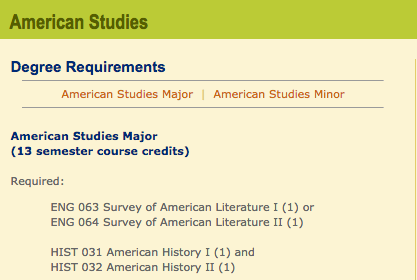 American Studies
Degree Requirements
American Studies Major | American Studies Minor
American Studies Major
(13 semester course credits)
Required:
ENG 063 Survey of American Literature I (1) or
ENG 064 Survey of American Literature II (1)
HIST 031 American History I (1) and
HIST 032 American History II (1)